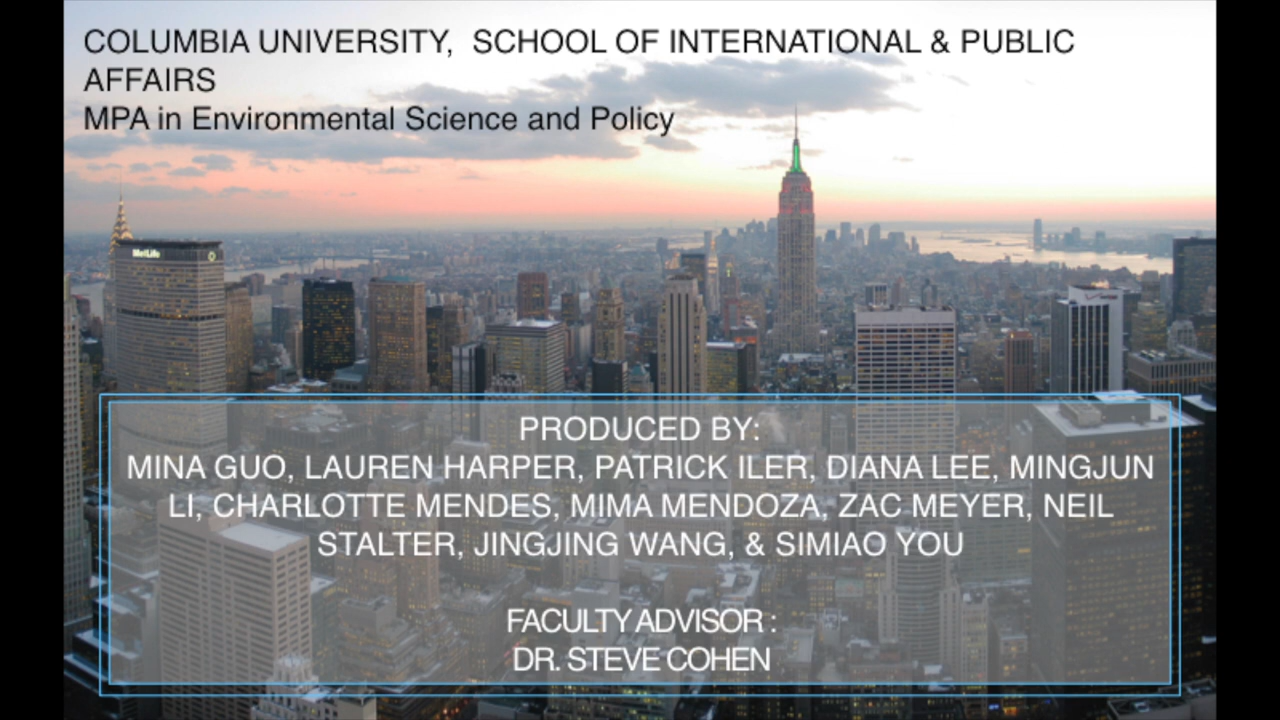 COLUMBIA UNIVERSITY,  SCHOOL OF INTERNATIONAL & PUBLIC
AFFAIRS
MPA in Environmental Science and Policy
MetLife
PRODUCED BY:
MINA GUO, LAUREN HARPER, PATRICK ILER, DIANA LEE, MINGJUN
LI, CHARLOTTE MENDES, MIMA MENDOZA, ZAC MEYER, NEIL
STALTER, JINGJING WANG, & SIMIAO YOU
FACULTY ADVISOR :
DR. STEVE COHEN